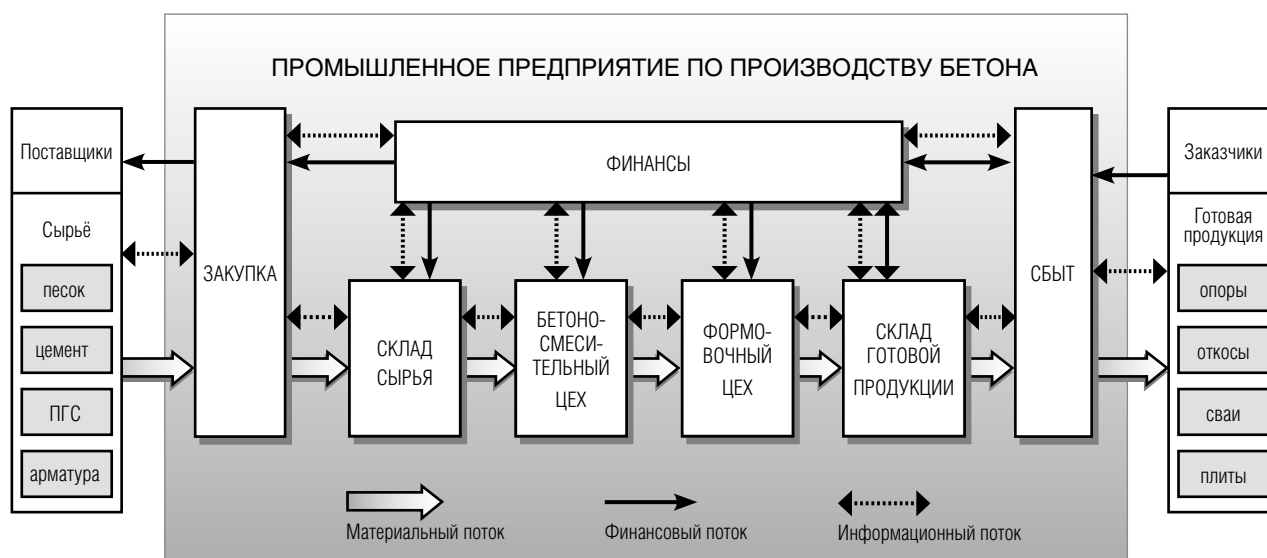 ПРОМЫШЛЕННОЕ ПРЕДПРИЯТИЕ ПО ПРОИЗВОДСТВУ БЕТОНА
Поставщики
Сырьё
песок
цемент
ПГС
арматура
ЗАКУПКА
ФИНАНСЫ
СКЛАД
СЫРЬЯ
БЕТОНО-
СМЕСИ-
ТЕЛЬНЫЙ
ЦЕХ
ФОРМО-
ВОЧНЫЙ
ЦЕХ
СКЛАД
ГОТОВОЙ
ПРОДУКЦИИ
СБЫТ
Заказчики
Готовая
продукция
опоры
откосы
сваи
плиты
Материальный поток
Финансовый поток
Информационный поток